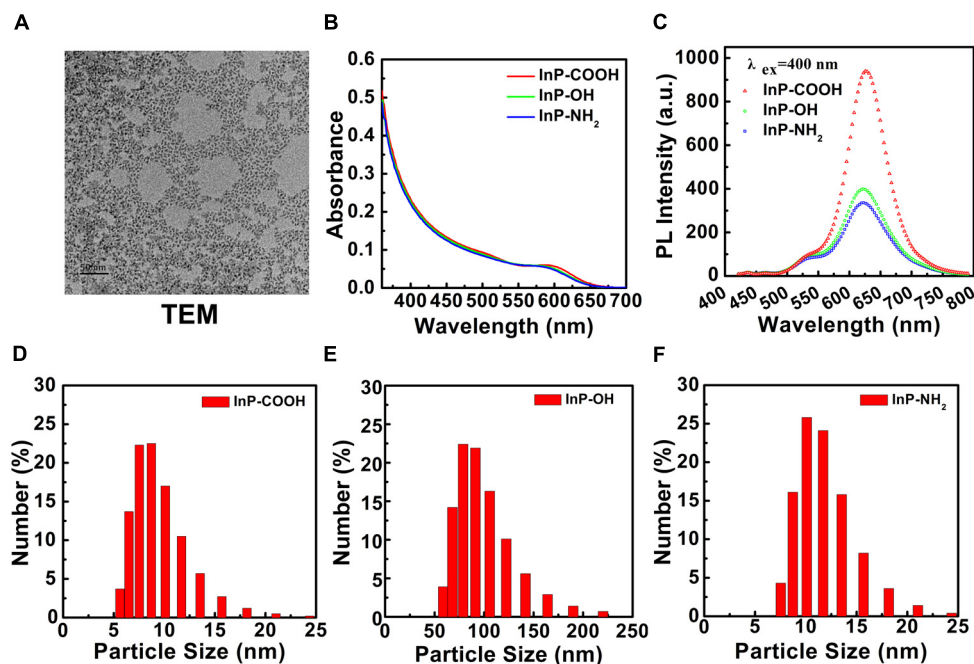 A
TEM
B
0.6
0.5
0.4
0.3
0.2
0.1
0.0
400 500 600 700
Absorbance
Wavelength (nm)
InP-COOH
InP-OH
InP-NH₂
C
λ ex=400 nm
InP-COOH
InP-OH
InP-NH₂
1000
800
600
400
200
0
400 450 500 550 600 650 700 750 800
PL Intensity (a.u.)
Wavelength (nm)
D
InP-COOH
30
25
20
15
10
5
0
0 5 10 15 20 25
Number (%)
Particle Size (nm)
E
InP-OH
30
25
20
15
10
5
0
0 50 100 150 200 250
Number (%)
Particle Size (nm)
F
InP-NH₂
30
25
20
15
10
5
0
0 5 10 15 20 25
Number (%)
Particle Size (nm)